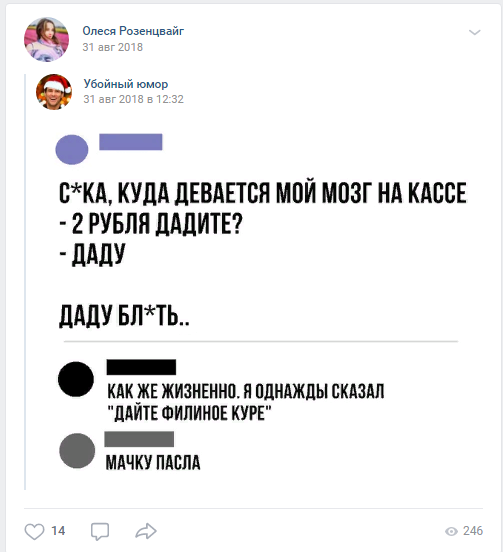 Олеся Розенцвайг
31 авг 2018
Убойный юмор
31 авг 2018 в 12:32
С*КА, КУДА ДЕВАЕТСЯ МОЙ МОЗГ НА КАССЕ
- 2 РУБЛЯ ДАДИТЕ?
- ДАДУ
ДАДУ БЛ*ТЬ..
КАК ЖЕ ЖИЗНЕННО. Я ОДНАЖДЫ СКАЗАЛ
"ДАЙТЕ ФИЛИНОЕ КУРЕ"
МАЧКУ ПАСЛА
14
246